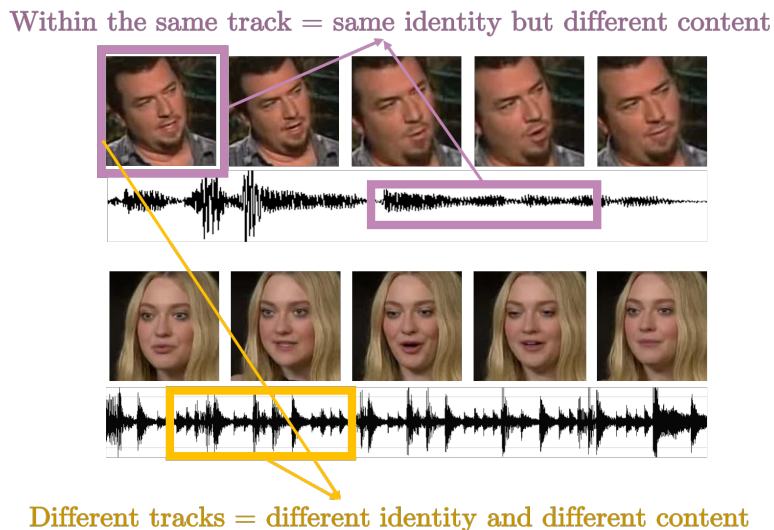 Within the same track = same identity but different content
Different tracks = different identity and different content